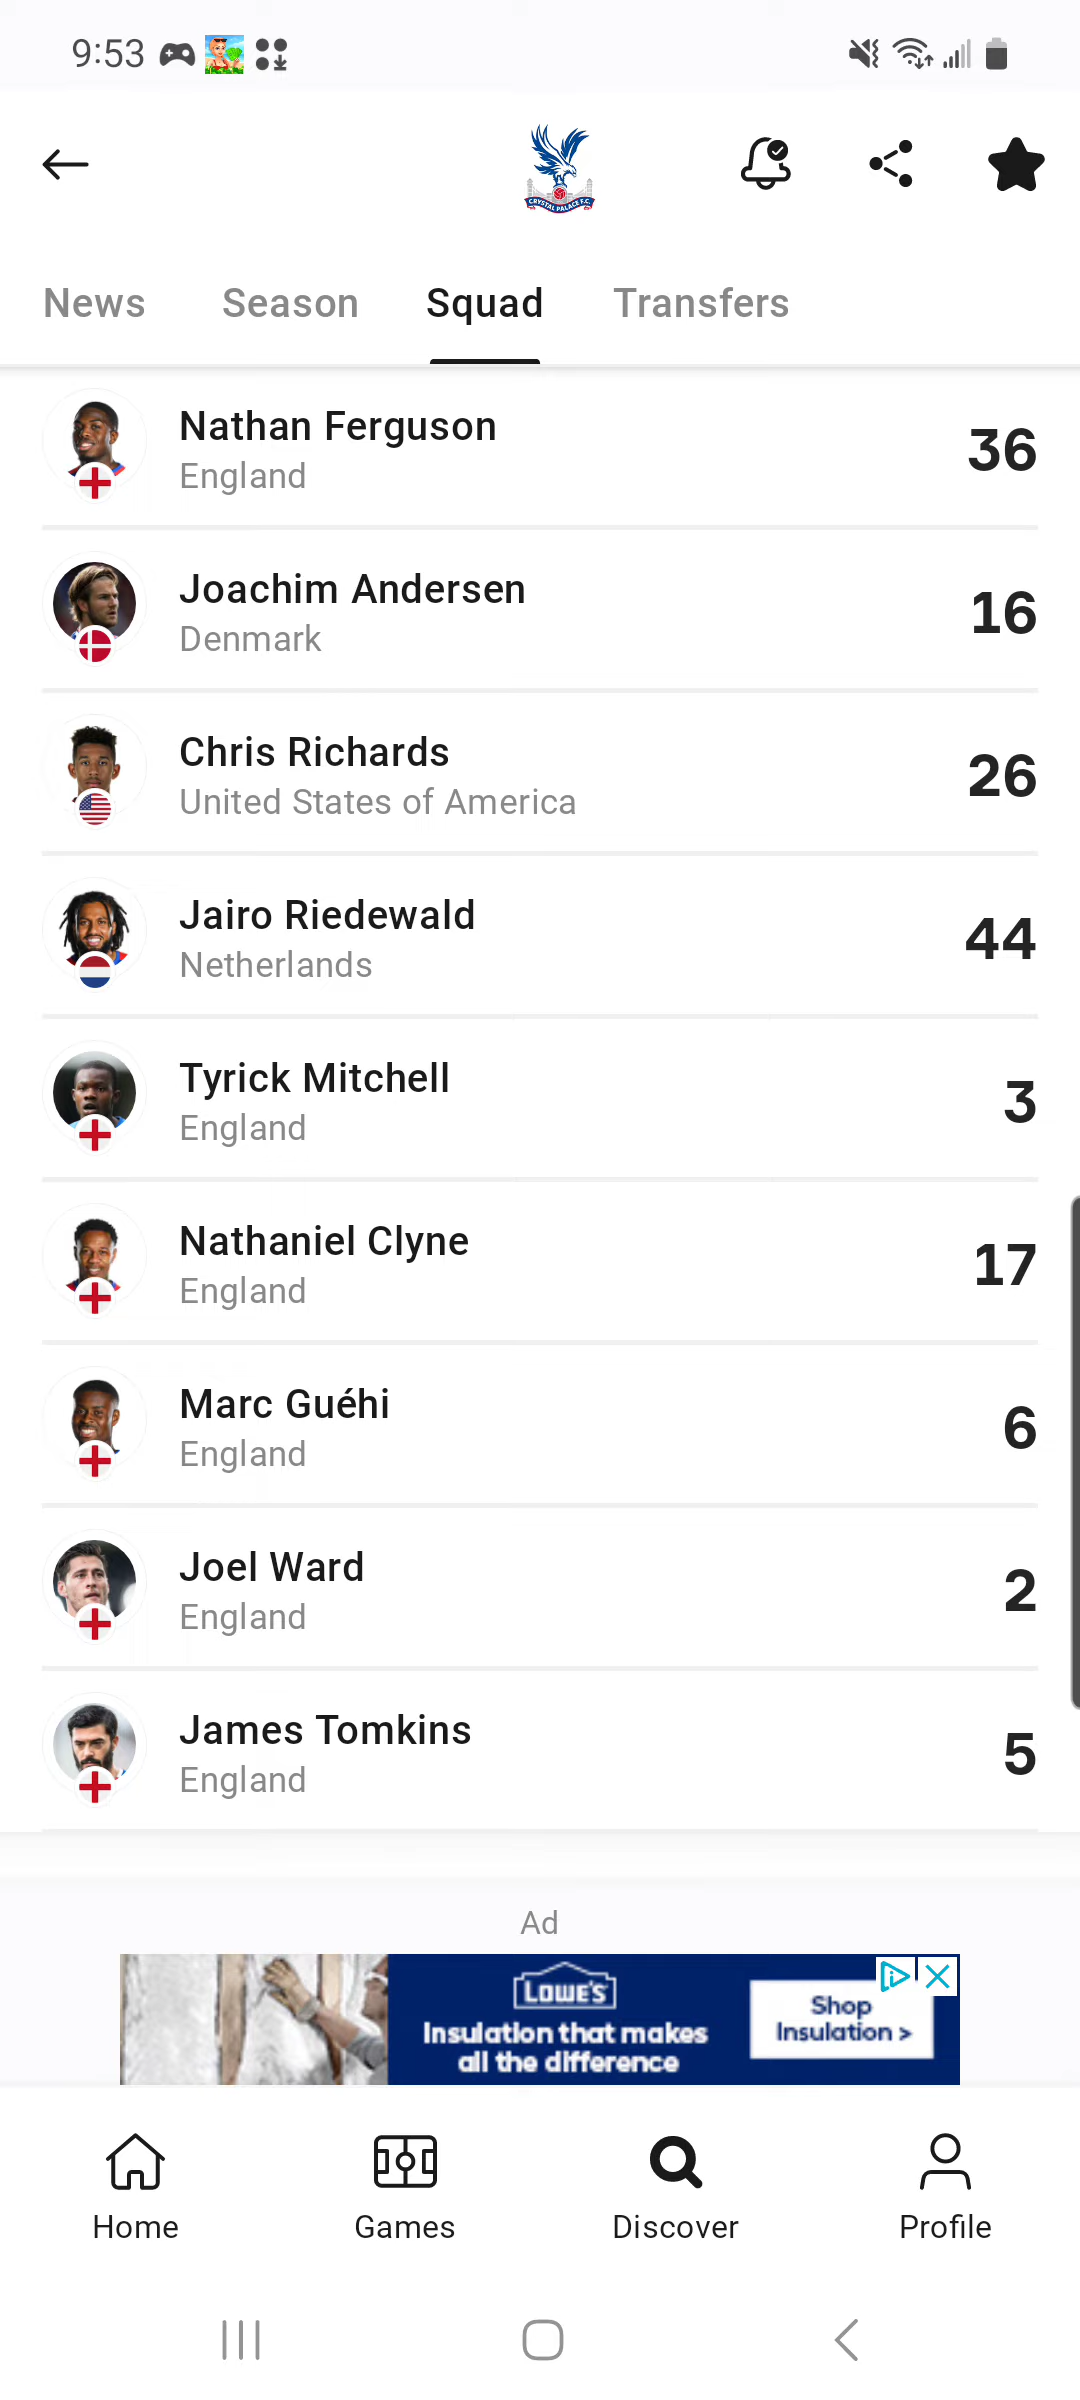 9:53
CRYSTAL PALACE F.C.
News Season Squad Transfers
Nathan Ferguson
England
36
Joachim Andersen
Denmark
16
Chris Richards
United States of America
26
Jairo Riedewald
Netherlands
44
Tyrick Mitchell
England
3
Nathaniel Clyne
England
17
Marc Guéhi
England
6
Joel Ward
England
2
James Tomkins
England
5
Ad
LOWE'S
Insulation that makes
all the difference
Shop
Insulation >
Home Games Discover Profile